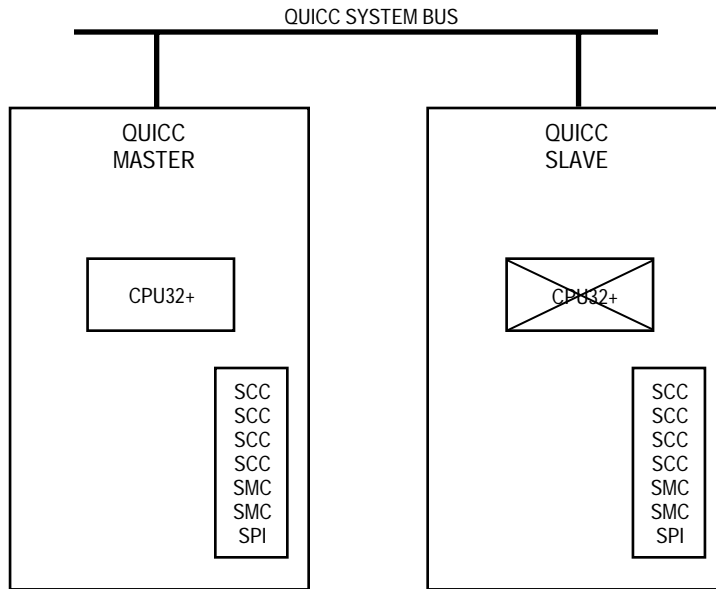 QUICC SYSTEM BUS
QUICC
MASTER
CPU32+
SCC
SCC
SCC
SCC
SMC
SMC
SPI
QUICC
SLAVE
CPU32+
SCC
SCC
SCC
SCC
SMC
SMC
SPI